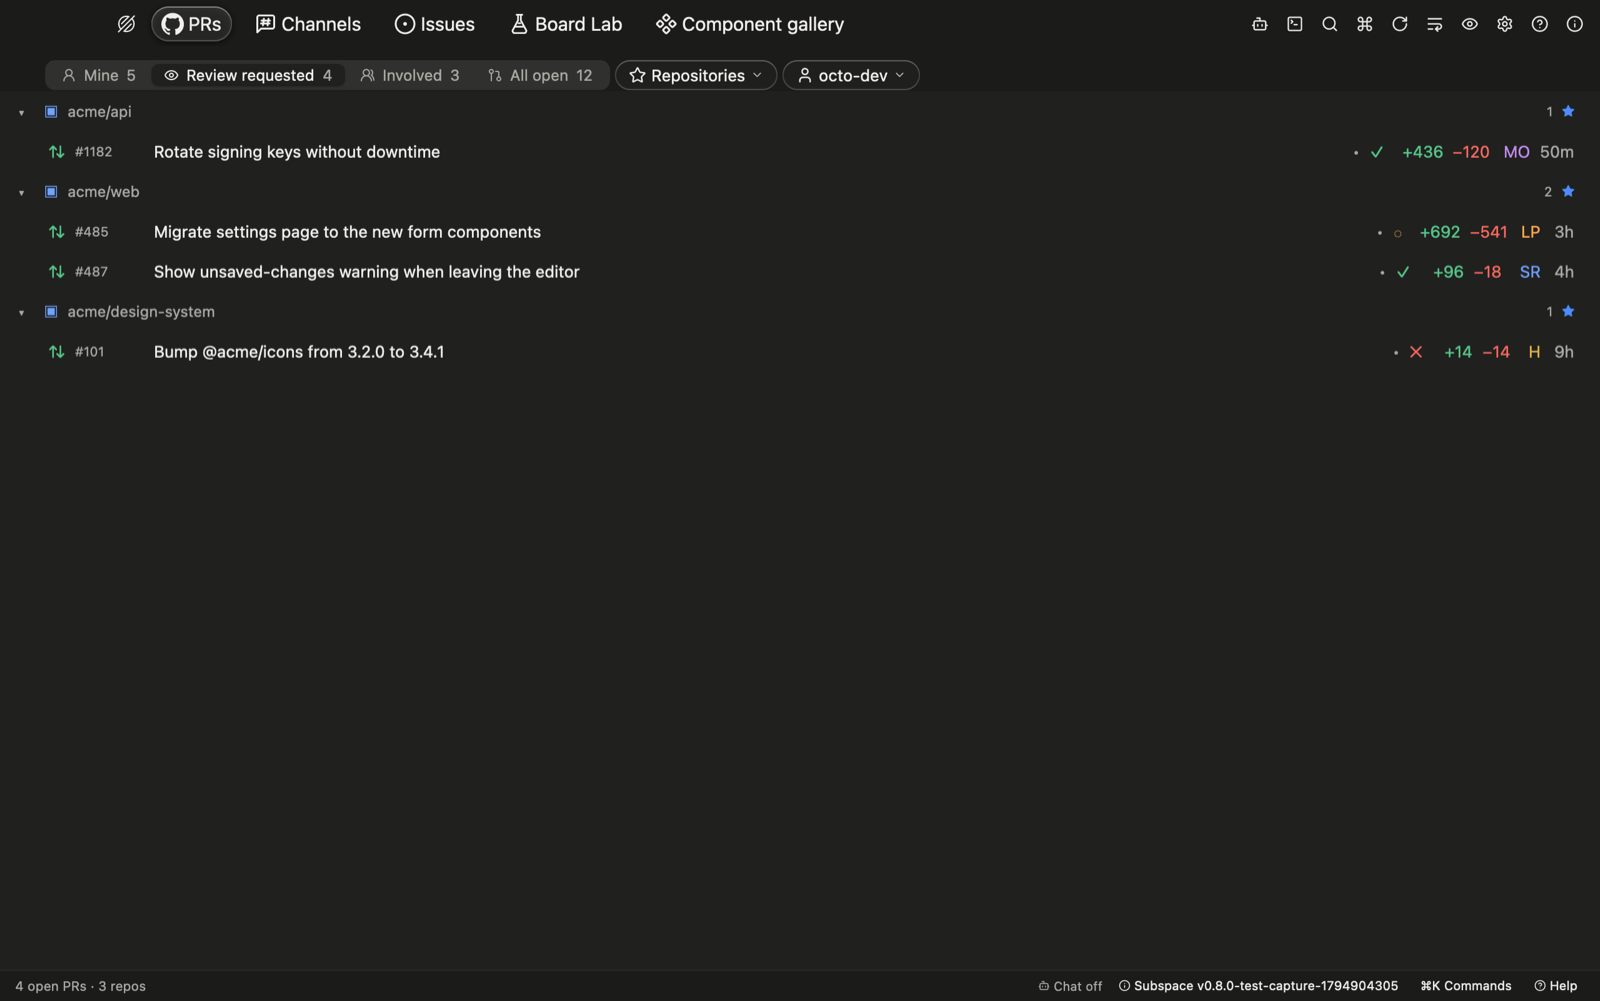 PRs Channels Issues Board Lab Component gallery
Mine 5 Review requested 4 Involved 3 All open 12 Repositories octo-dev
acme/api 1
#1182 Rotate signing keys without downtime +436 −120 MO 50m
acme/web 2
#485 Migrate settings page to the new form components +692 −541 LP 3h
#487 Show unsaved-changes warning when leaving the editor +96 −18 SR 4h
acme/design-system 1
#101 Bump @acme/icons from 3.2.0 to 3.4.1 +14 −14 H 9h
4 open PRs · 3 repos Chat off Subspace v0.8.0-test-capture-1794904305 ⌘K Commands Help